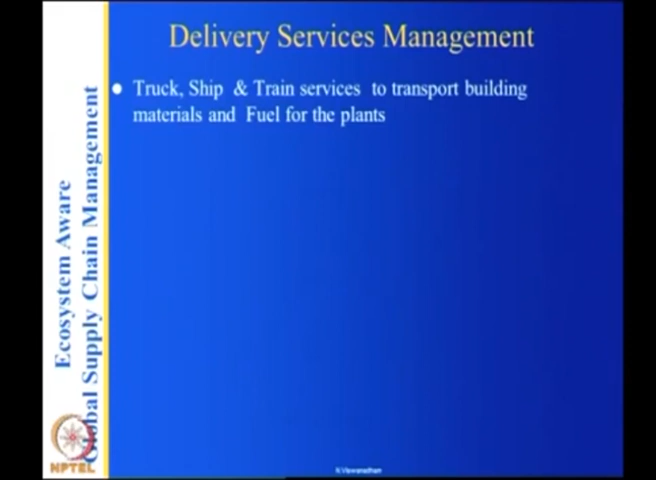 Delivery Services Management
Truck, Ship & Train services to transport building
materials and Fuel for the plants
Ecosystem Aware
Global Supply Chain Management
NPTEL
N.Viswanadham